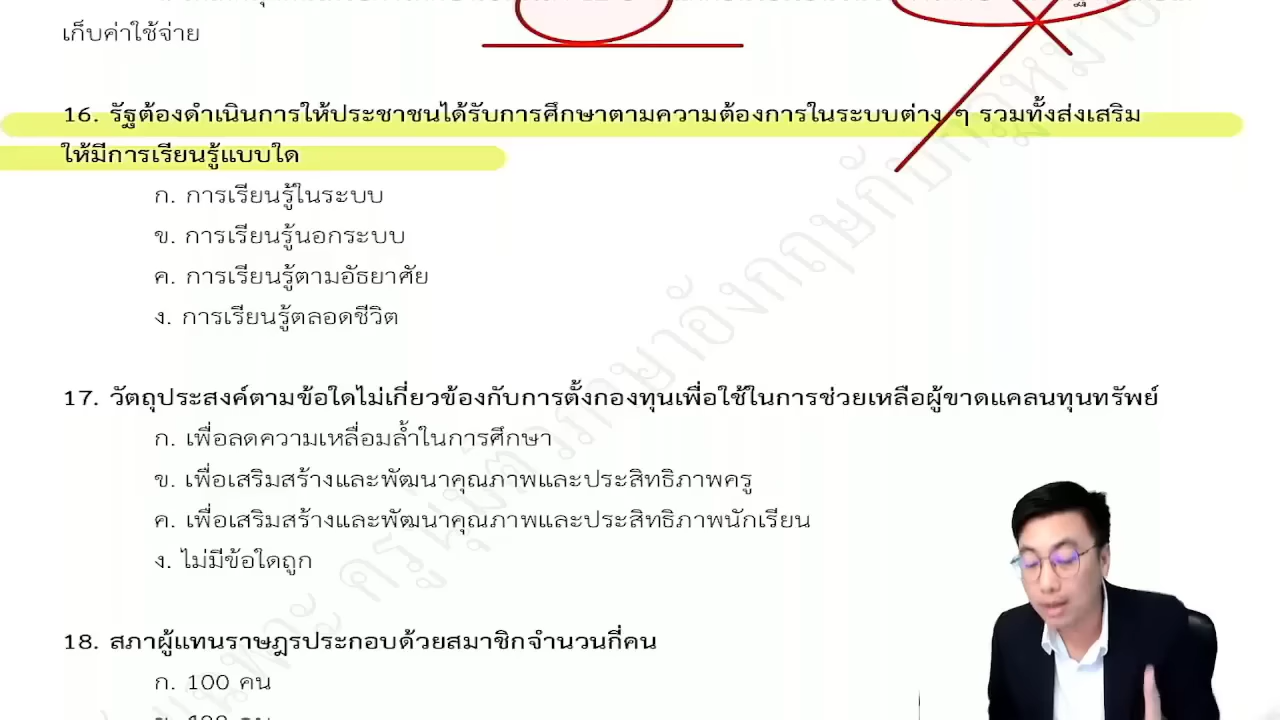 เก็บค่าใช้จ่าย
16. รัฐต้องดำเนินการให้ประชาชนได้รับการศึกษาตามความต้องการในระบบต่าง ๆ รวมทั้งส่งเสริม
ให้มีการเรียนรู้แบบใด
ก. การเรียนรู้ในระบบ
ข. การเรียนรู้นอกระบบ
ค. การเรียนรู้ตามอัธยาศัย
ง. การเรียนรู้ตลอดชีวิต
17. วัตถุประสงค์ตามข้อใดไม่เกี่ยวข้องกับการตั้งกองทุนเพื่อใช้ในการช่วยเหลือผู้ขาดแคลนทุนทรัพย์
ก. เพื่อลดความเหลื่อมล้ำในการศึกษา
ข. เพื่อเสริมสร้างและพัฒนาคุณภาพและประสิทธิภาพครู
ค. เพื่อเสริมสร้างและพัฒนาคุณภาพและประสิทธิภาพนักเรียน
ง. ไม่มีข้อใดถูก
18. สภาผู้แทนราษฎรประกอบด้วยสมาชิกจำนวนกี่คน
ก. 100 คน